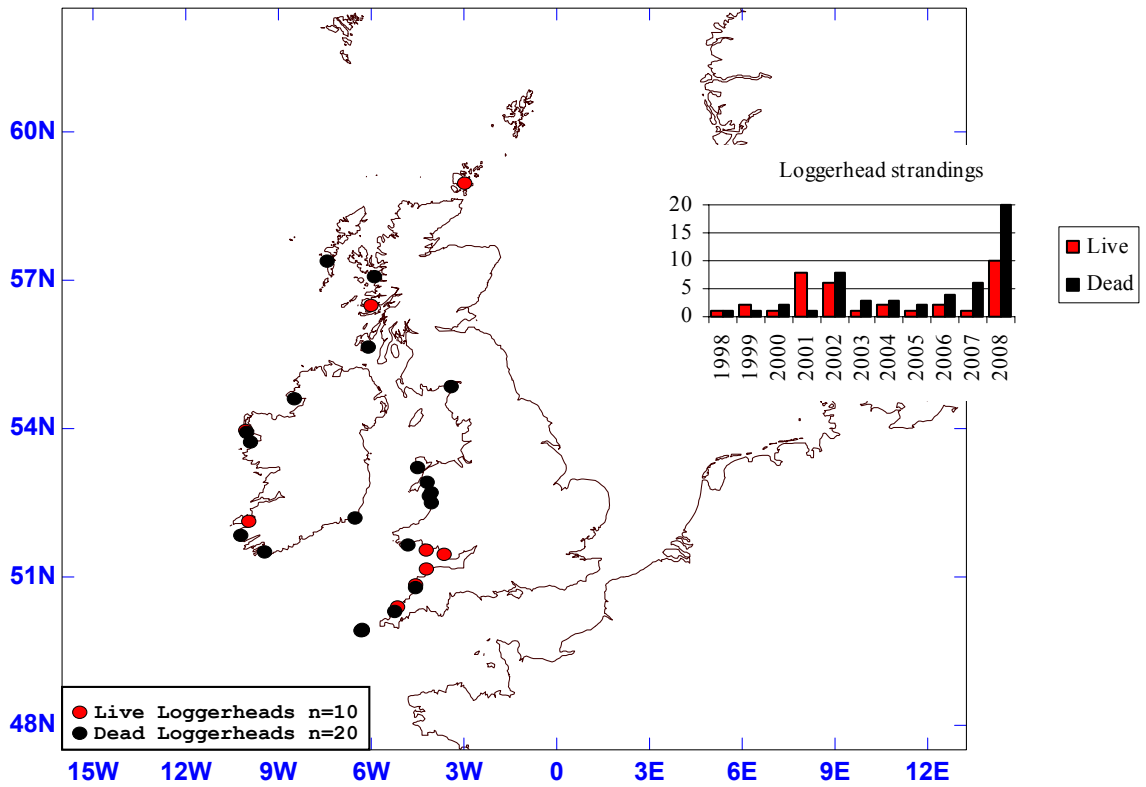 60N
57N
54N
51N
48N
Loggerhead strandings
20
15
10
5
0
1998
1999
2000
2001
2002
2003
2004
2005
2006
2007
2008
Live
Dead
Live Loggerheads n=10
Dead Loggerheads n=20
15W 12W 9W 6W 3W 0 3E 6E 9E 12E